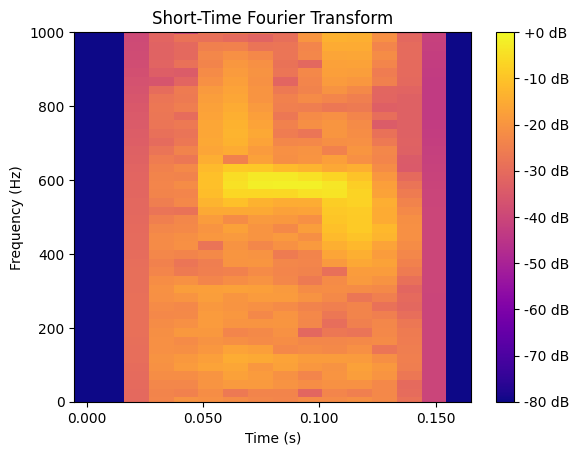 Short-Time Fourier Transform
1000
800
600
400
200
0
Frequency (Hz)
0.000
0.050
0.100
0.150
Time (s)
+0 dB
-10 dB
-20 dB
-30 dB
-40 dB
-50 dB
-60 dB
-70 dB
-80 dB